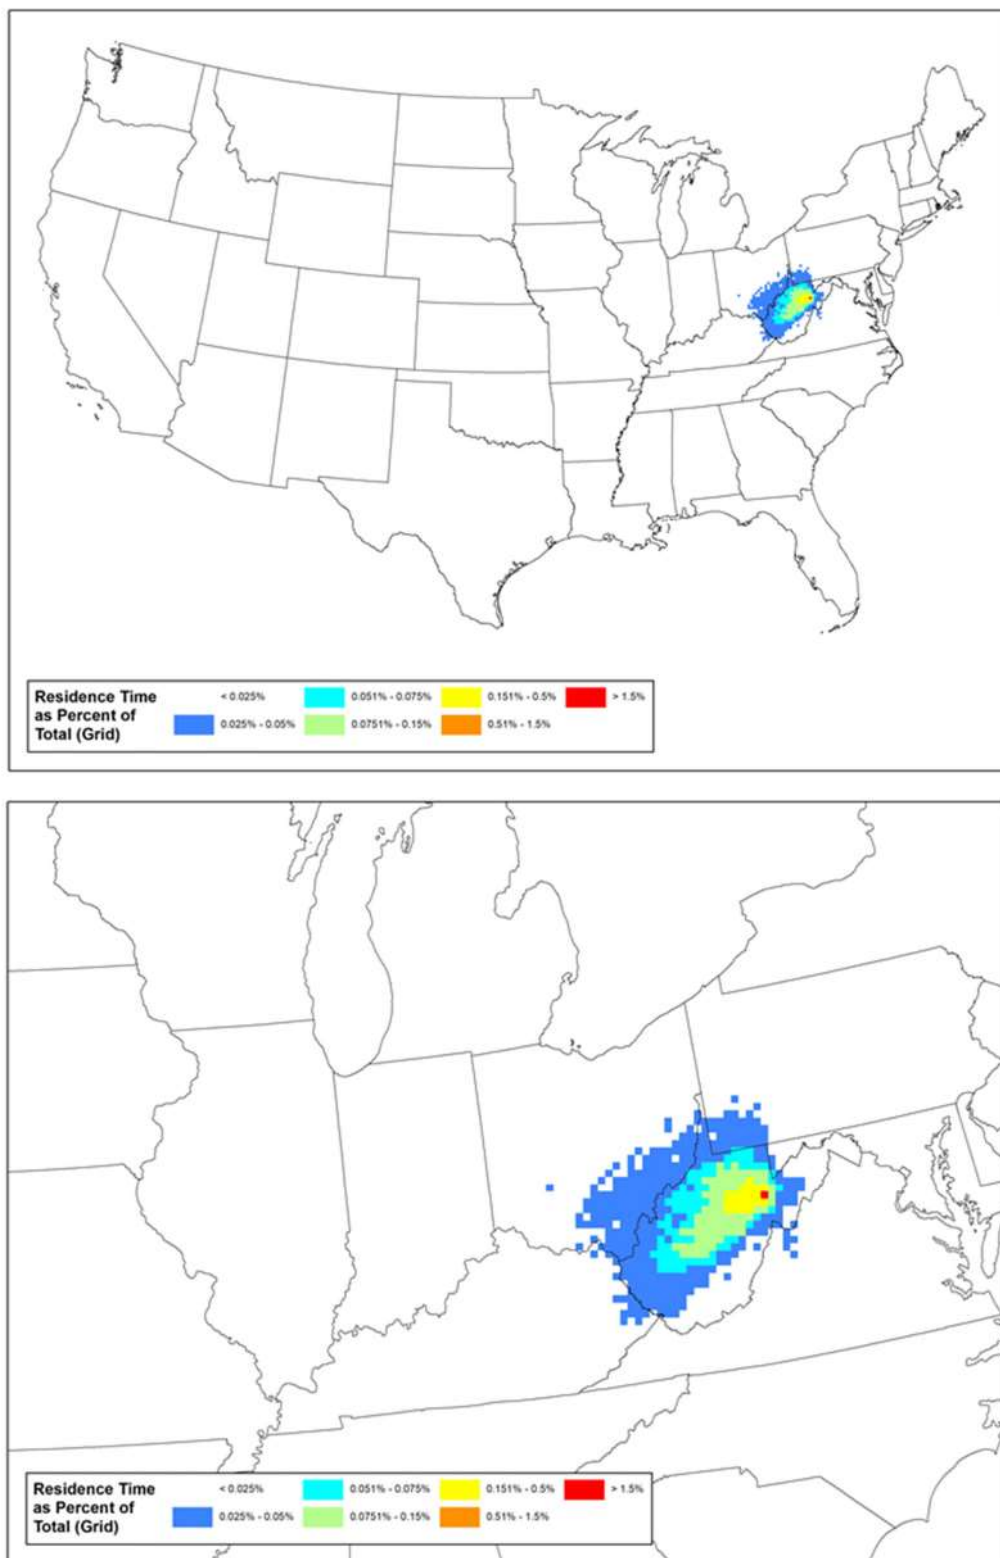 Residence Time
as Percent of
Total (Grid)
< 0.025% 0.051% - 0.075% 0.151% - 0.5% > 1.5%
0.025% - 0.05% 0.0751% - 0.15% 0.51% - 1.5%
Residence Time
as Percent of
Total (Grid)
< 0.025% 0.051% - 0.075% 0.151% - 0.5% > 1.5%
0.025% - 0.05% 0.0751% - 0.15% 0.51% - 1.5%